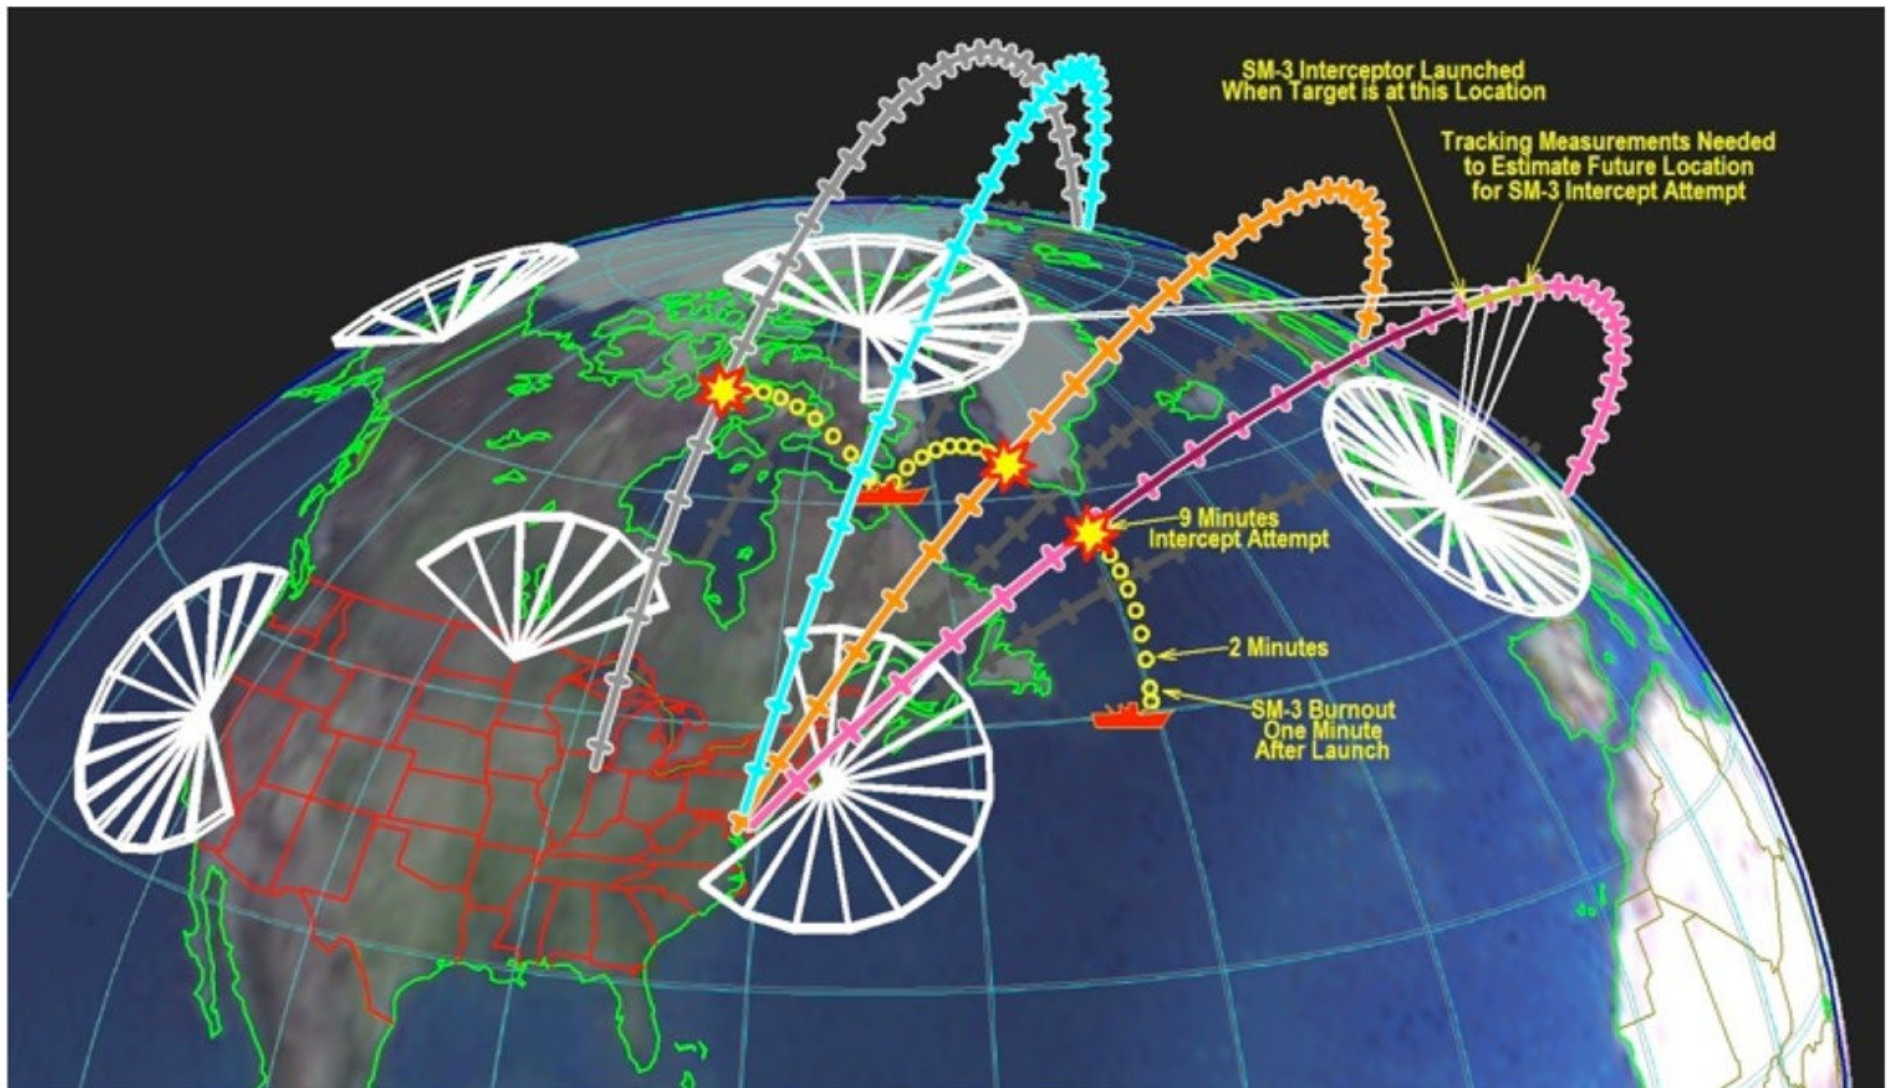 SM-3 Interceptor Launched
When Target is at this Location
Tracking Measurements Needed
to Estimate Future Location
for SM-3 Intercept Attempt
9 Minutes
Intercept Attempt
2 Minutes
SM-3 Burnout
One Minute
After Launch